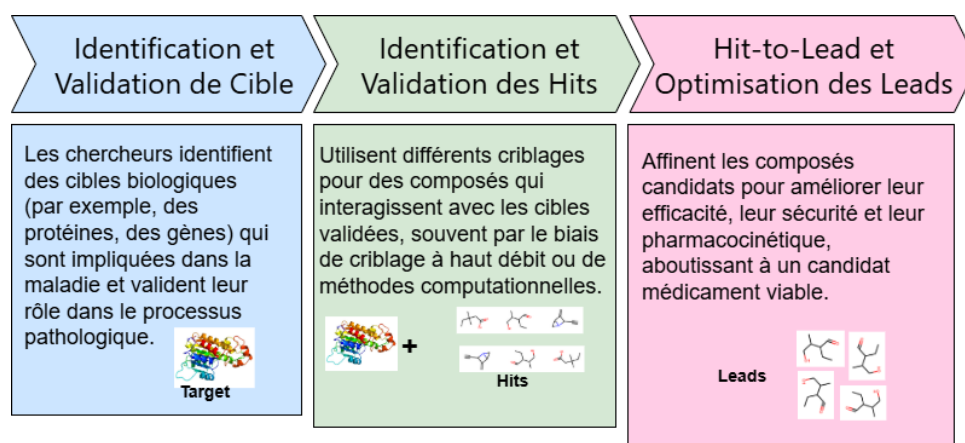 Identification et
Validation de Cible
Identification et
Validation des Hits
Hit-to-Lead et
Optimisation des Leads
Les chercheurs identifient
des cibles biologiques
(par exemple, des
protéines, des gènes) qui
sont impliquées dans la
maladie et valident leur
rôle dans le processus
pathologique.
Target
Utilisent différents criblages
pour des composés qui
interagissent avec les cibles
validées, souvent par le biais
de criblage à haut débit ou de
méthodes computationnelles.
+
Hits
Affinent les composés
candidats pour améliorer leur
efficacité, leur sécurité et leur
pharmacocinétique,
aboutissant à un candidat
médicament viable.
Leads